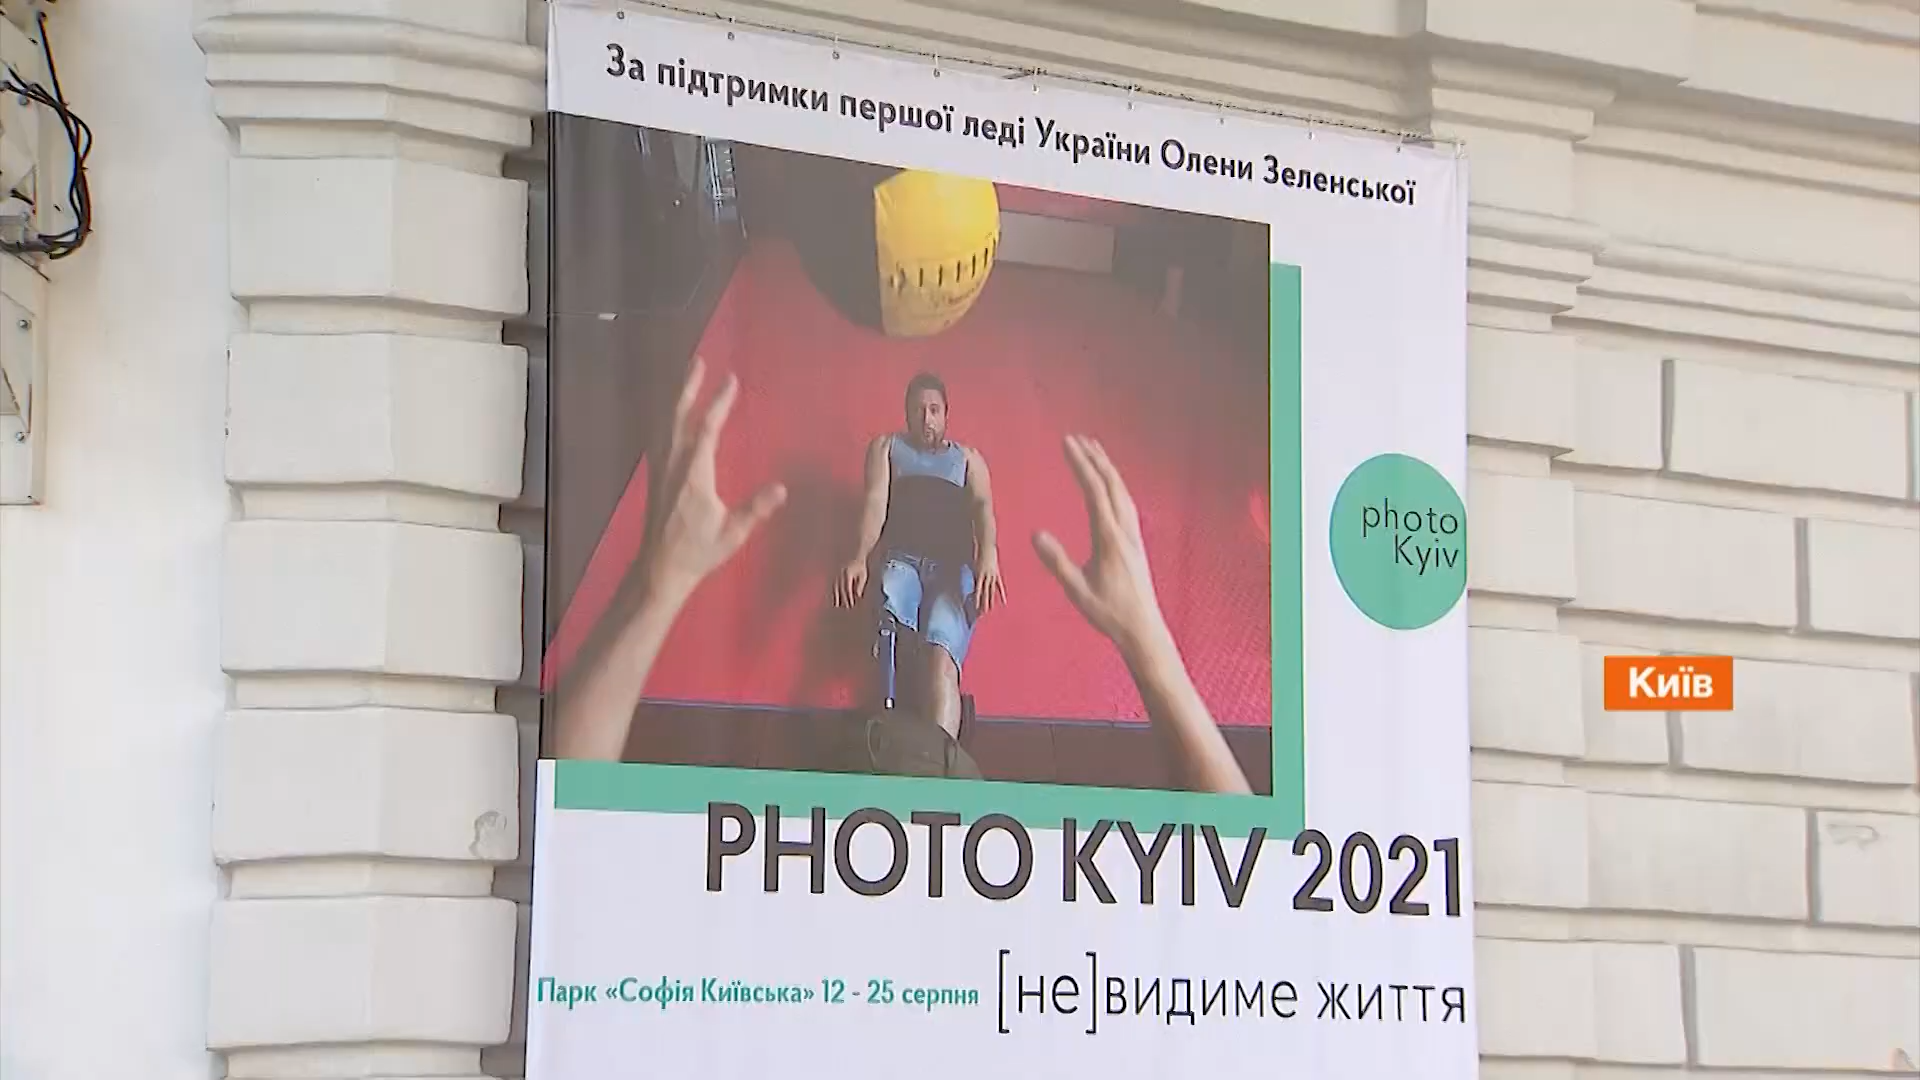 За підтримки першої леді України Олени Зеленської
photo
Kyiv
Київ
PHOTO KYIV 2021
Парк «Софія Київська» 12 - 25 серпня
[не]видиме життя